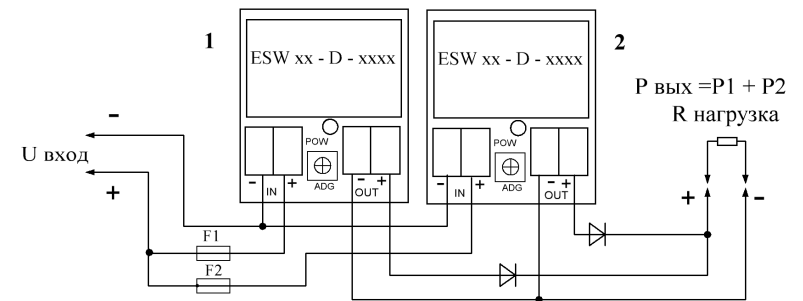 1
ESW xx - D - xxxx
POW
- IN +
ADG
- OUT +
2
ESW xx - D - xxxx
POW
- IN +
ADG
- OUT +
P вых =P1 + P2
R нагрузка
+ -
-
U вход
+
F1
F2